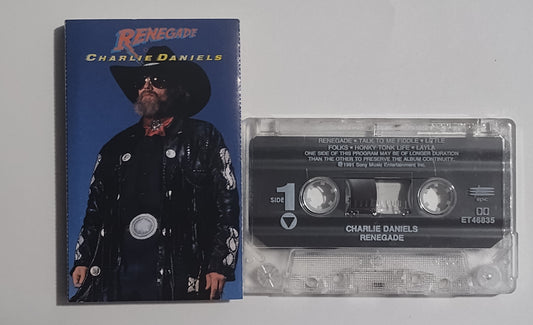 RENEGADE
CHARLIE DANIELS
RENEGADE • TALK TO ME FIDDLE • LITTLE
FOLKS • HONKY TONK LIFE • LAYLA
ONE SIDE OF THIS PROGRAM MAY BE OF LONGER DURATION
THAN THE OTHER TO PRESERVE THE ALBUM CONTINUITY.
℗ 1991 Sony Music Entertainment Inc.
SIDE 1
epic
ET46835
CHARLIE DANIELS
RENEGADE